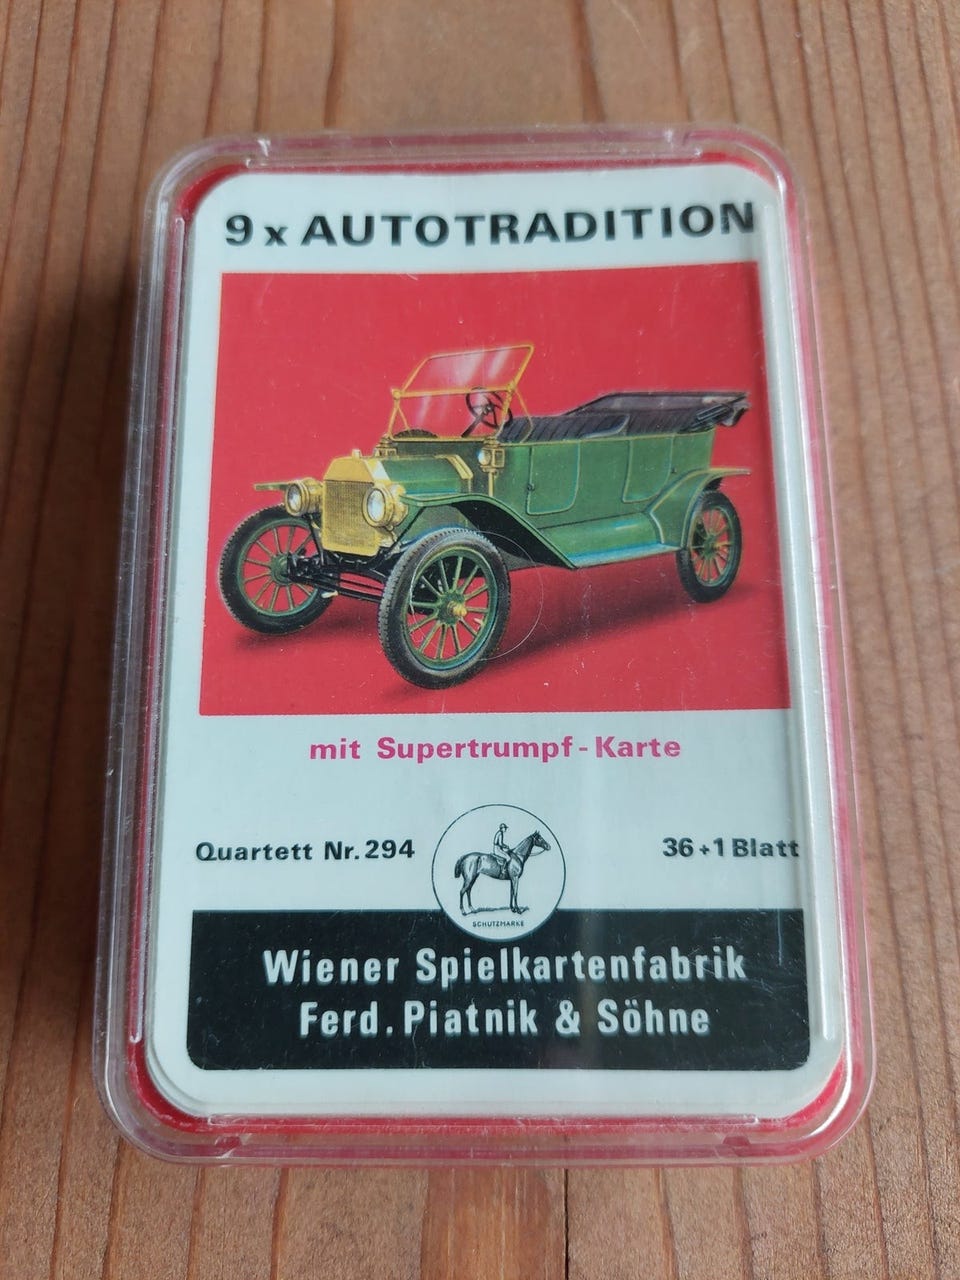 9 x AUTOTRADITION
mit Supertrumpf-Karte
Quartett Nr. 294
36+1 Blatt
SCHUTZMARKE
Wiener Spielkartenfabrik
Ferd. Piatnik & Söhne